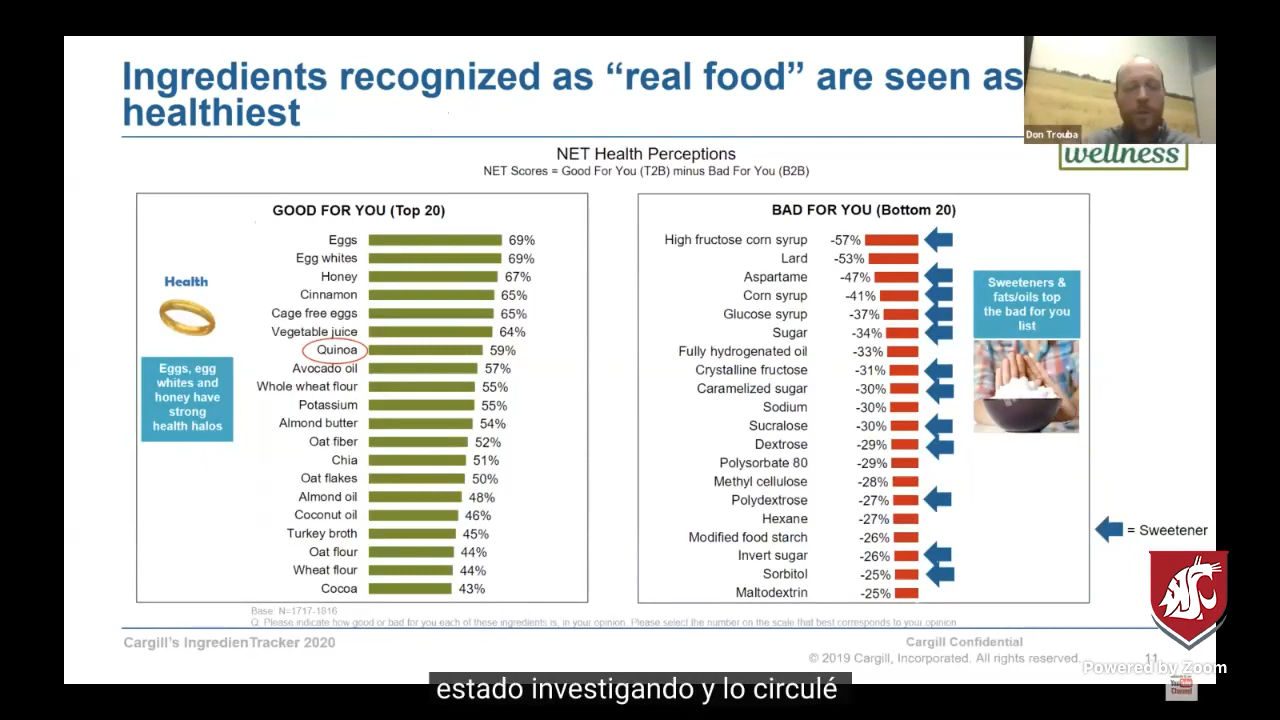 Ingredients recognized as “real food” are seen as
healthiest
Don Trouba
wellness
NET Health Perceptions
NET Scores = Good For You (T2B) minus Bad For You (B2B)
GOOD FOR YOU (Top 20)
Eggs 69%
Egg whites 69%
Honey 67%
Cinnamon 65%
Cage free eggs 65%
Vegetable juice 64%
Quinoa 59%
Avocado oil 57%
Whole wheat flour 55%
Potassium 55%
Almond butter 54%
Oat fiber 52%
Chia 51%
Oat flakes 50%
Almond oil 48%
Coconut oil 46%
Turkey broth 45%
Oat flour 44%
Wheat flour 44%
Cocoa 43%
Health
Eggs, egg
whites and
honey have
strong
health halos
BAD FOR YOU (Bottom 20)
High fructose corn syrup -57%
Lard -53%
Aspartame -47%
Corn syrup -41%
Glucose syrup -37%
Sugar -34%
Fully hydrogenated oil -33%
Crystalline fructose -31%
Caramelized sugar -30%
Sodium -30%
Sucralose -30%
Dextrose -29%
Polysorbate 80 -29%
Methyl cellulose -28%
Polydextrose -27%
Hexane -27%
Modified food starch -26%
Invert sugar -26%
Sorbitol -25%
Maltodextrin -25%
Sweeteners &
fats/oils top
the bad for you
list
= Sweetener
Base: N=1717-1816
Q. Please indicate how good or bad for you each of these ingredients is, in your opinion. Please select the number on the scale that best corresponds to your opinion
Cargill's IngredienTracker 2020
Cargill Confidential
© 2019 Cargill, Incorporated. All rights reserved.
11
Powered by Zoom
YouTube
Channel
estado investigando y lo circulé